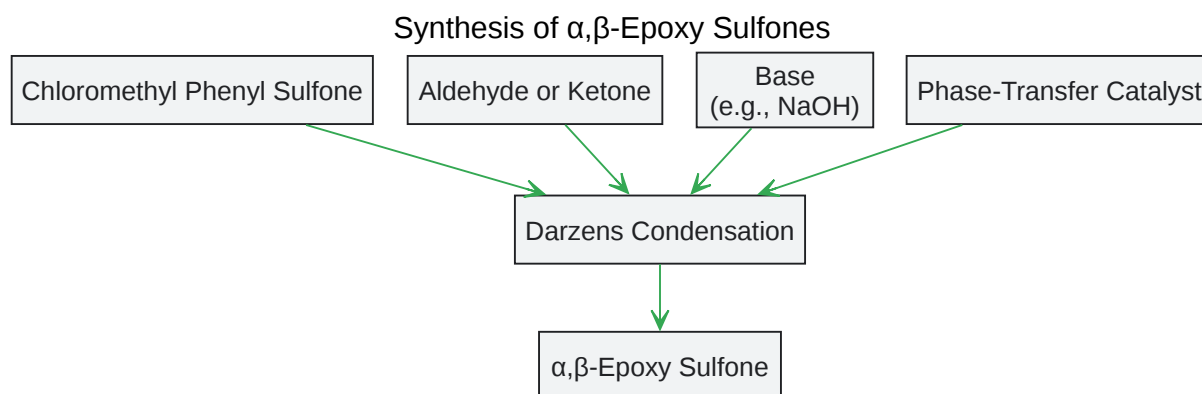 Synthesis of α,β-Epoxy Sulfones
Chloromethyl Phenyl Sulfone
Aldehyde or Ketone
Base
(e.g., NaOH)
Phase-Transfer Catalyst
Darzens Condensation
α,β-Epoxy Sulfone